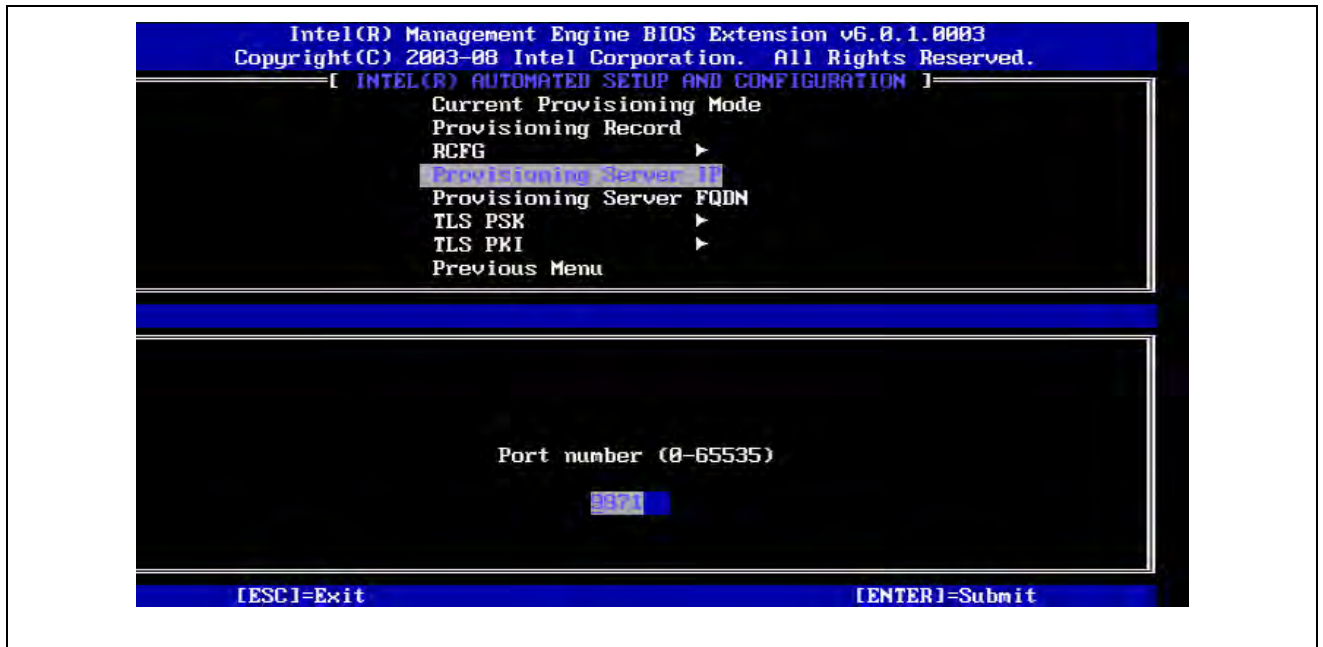 Intel(R) Management Engine BIOS Extension v6.0.1.0003
Copyright(C) 2003-08 Intel Corporation. All Rights Reserved.
[ INTEL(R) AUTOMATED SETUP AND CONFIGURATION ]
Current Provisioning Mode
Provisioning Record
RCFG ►
Provisioning Server IP
Provisioning Server FQDN
TLS PSK ►
TLS PKI ►
Previous Menu
Port number (0-65535)
9971
[ESC]=Exit [ENTER]=Submit